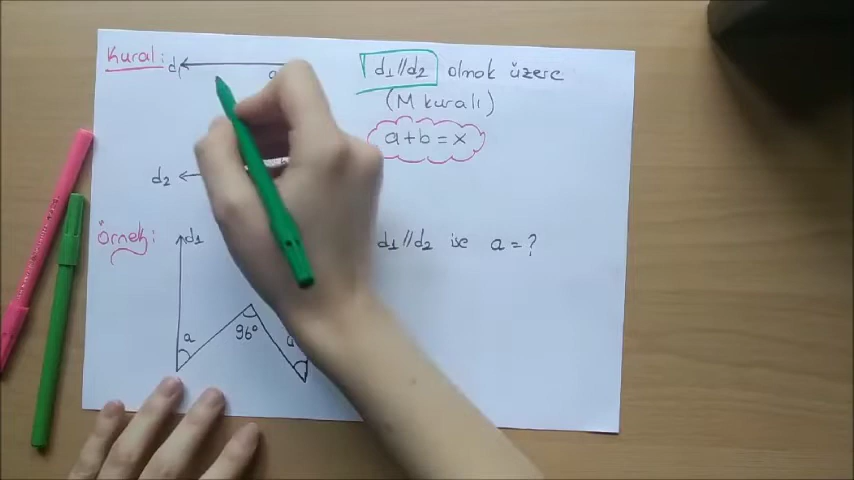 Kural: d1 a d1//d2 olmak üzere
(M kuralı)
a+b=x
d2
Örnek: d1 d1//d2 ise a=?
a 96° a